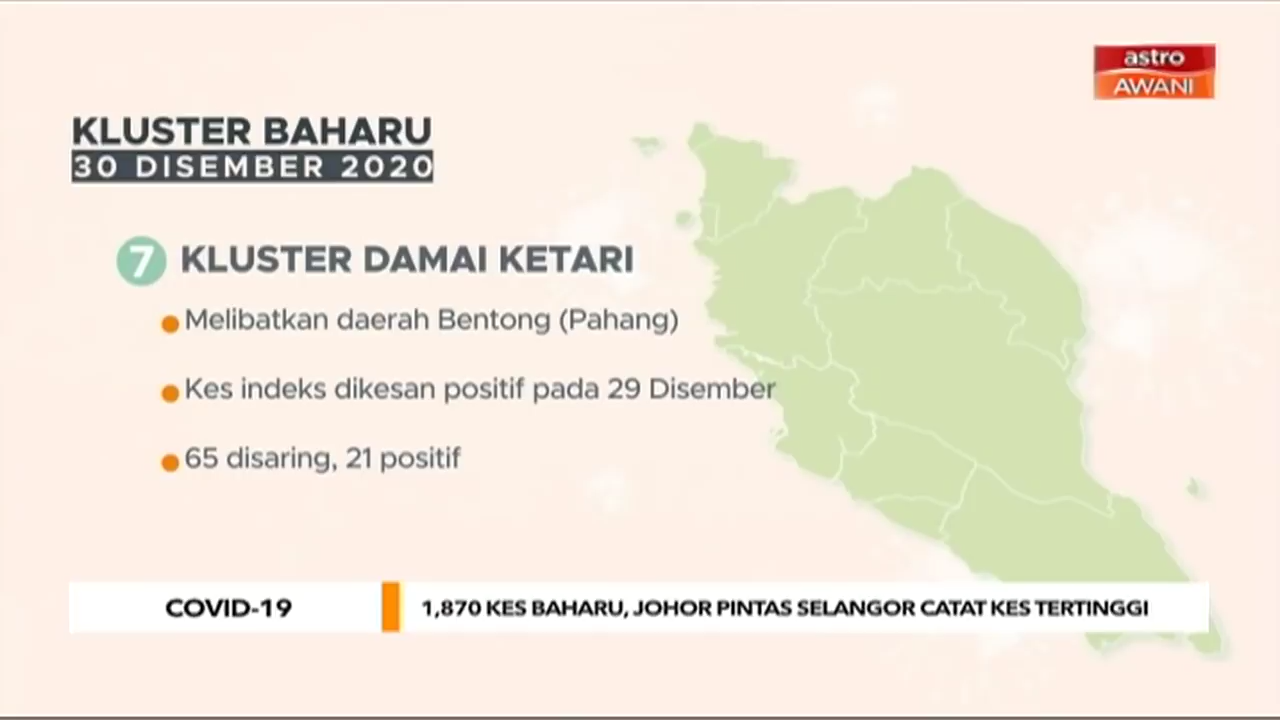 astro
AWANI
KLUSTER BAHARU
30 DISEMBER 2020
7 KLUSTER DAMAI KETARI
Melibatkan daerah Bentong (Pahang)
Kes indeks dikesan positif pada 29 Disember
65 disaring, 21 positif
COVID-19 1,870 KES BAHARU, JOHOR PINTAS SELANGOR CATAT KES TERTINGGI